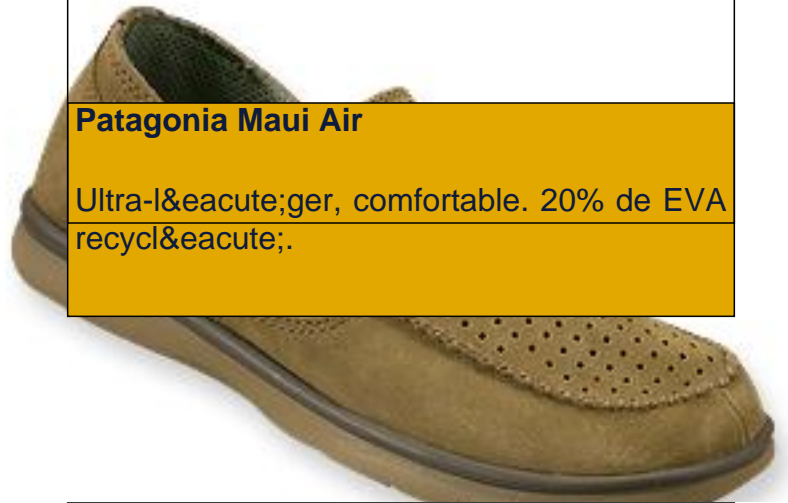 Patagonia Maui Air
Ultra-l&eacute;ger, comfortable. 20% de EVA
recycl&eacute;.